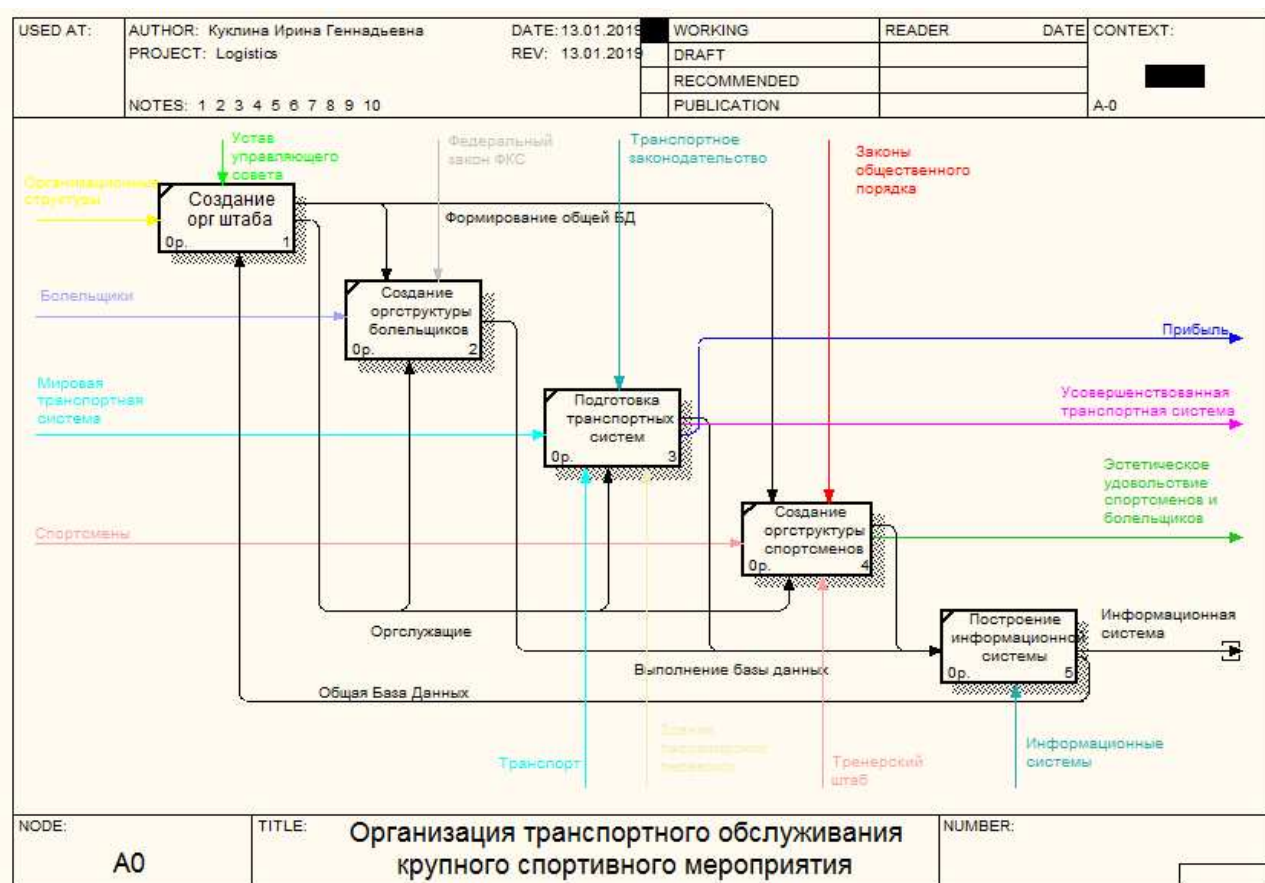 USED AT:
AUTHOR: Куклина Ирина Геннадьевна
DATE: 13.01.2019
PROJECT: Logistics
REV: 13.01.2019
NOTES: 1 2 3 4 5 6 7 8 9 10
WORKING
DRAFT
RECOMMENDED
PUBLICATION
READER
DATE
CONTEXT:
A-0
Устав
управляющего
совета
Федеральный
закон ФКС
Транспортное
законодательство
Законы
общественного
порядка
Организационные
структуры
Создание
орг штаба
0р.
1
Формирование общей БД
Болельщики
Создание
оргструктуры
болельщиков
0р.
2
Прибыль
Мировая
транспортная
система
Подготовка
транспортных
систем
0р.
3
Усовершенствованная
транспортная система
Эстетическое
удовольствие
спортсменов и
болельщиков
Спортсмены
Создание
оргструктуры
спортсменов
0р.
4
Оргслужащие
Построение
информационной
системы
0р.
5
Информационная
система
Выполнение базы данных
Общая База Данных
Транспорт
Тренерский
штаб
Информационные
системы
NODE:
A0
TITLE:
Организация транспортного обслуживания
крупного спортивного мероприятия
NUMBER: